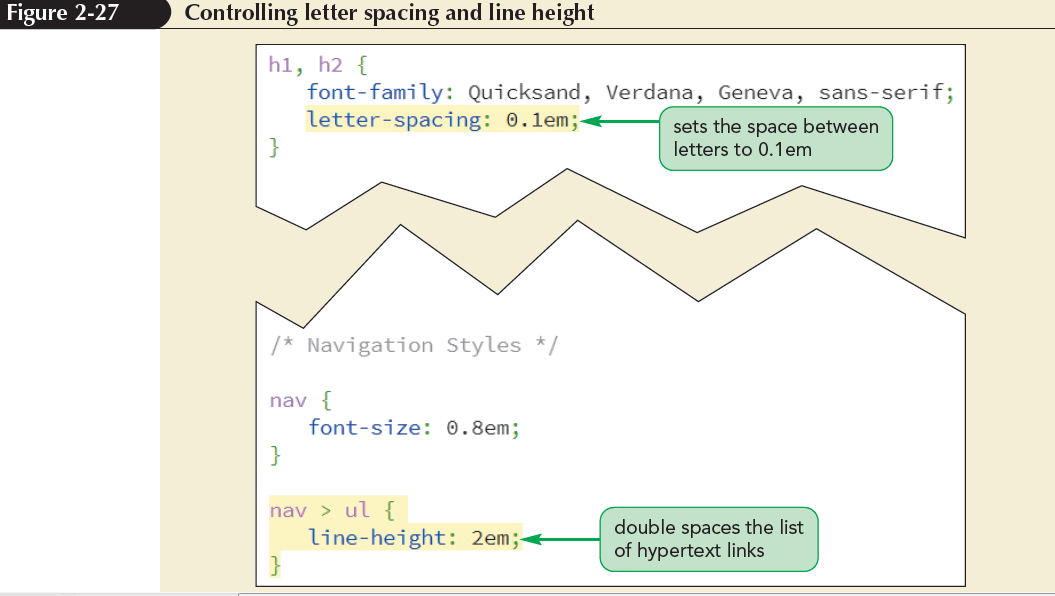 Figure 2-27 Controlling letter spacing and line height
h1, h2 {
font-family: Quicksand, Verdana, Geneva, sans-serif;
letter-spacing: 0.1em;
sets the space between
letters to 0.1em
}
/* Navigation Styles */
nav {
font-size: 0.8em;
}
nav > ul {
line-height: 2em;
double spaces the list
of hypertext links
}